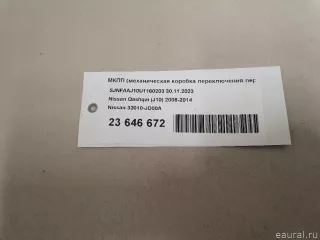 МКПП (механическая коробка переключения пер
SJNFAAJ10U1160203 30.11.2023
Nissan Qashqai (J10) 2006-2014
Nissan 32010-JD00A
23 646 672
eaural.ru